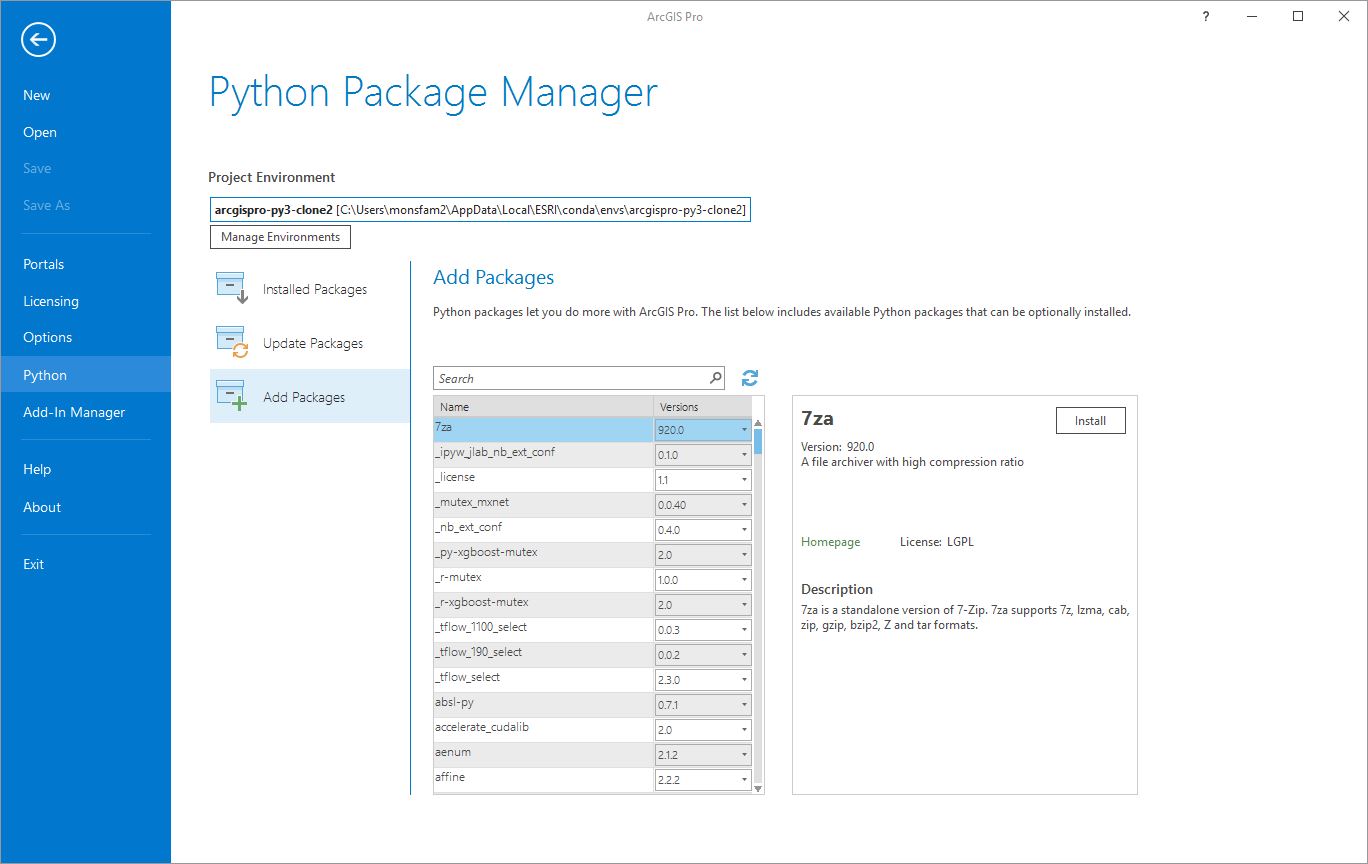 ArcGIS Pro
?
New
Open
Save
Save As
Portals
Licensing
Options
Python
Add-In Manager
Help
About
Exit
Python Package Manager
Project Environment
arcgispro-py3-clone2 [C:\Users\monsfam2\AppData\Local\ESRI\conda\envs\arcgispro-py3-clone2]
Manage Environments
Installed Packages
Update Packages
Add Packages
Add Packages
Python packages let you do more with ArcGIS Pro. The list below includes available Python packages that can be optionally installed.
Search
Name Versions
7za 920.0
_ipyw_jlab_nb_ext_conf 0.1.0
_license 1.1
_mutex_mxnet 0.0.40
_nb_ext_conf 0.4.0
_py-xgboost-mutex 2.0
_r-mutex 1.0.0
_r-xgboost-mutex 2.0
_tflow_1100_select 0.0.3
_tflow_190_select 0.0.2
_tflow_select 2.3.0
absl-py 0.7.1
accelerate_cudalib 2.0
aenum 2.1.2
affine 2.2.2
7za
Install
Version: 920.0
A file archiver with high compression ratio
Homepage License: LGPL
Description
7za is a standalone version of 7-Zip. 7za supports 7z, lzma, cab,
zip, gzip, bzip2, Z and tar formats.